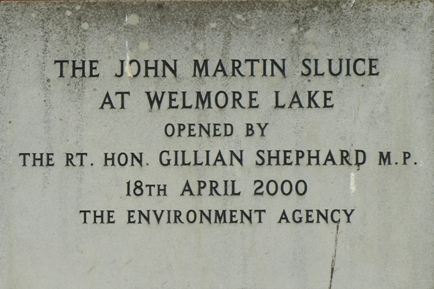 THE JOHN MARTIN SLUICE
AT WELMORE LAKE
OPENED BY
THE RT. HON. GILLIAN SHEPHARD M.P.
18TH APRIL 2000
THE ENVIRONMENT AGENCY